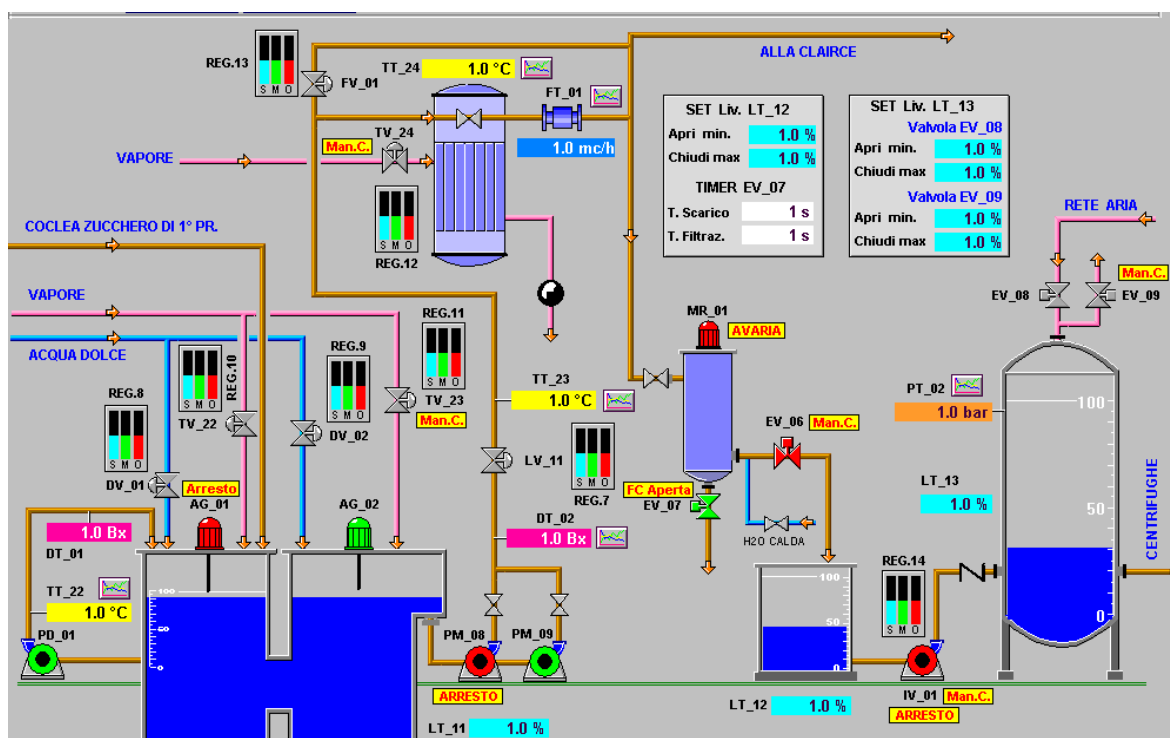 ALLA CLAIRCE
REG.13
S M O
FV_01
TT_24
1.0 °C
FT_01
1.0 mc/h
TV_24
Man.C.
VAPORE
S M O
REG.12
SET Liv. LT_12
Apri min.
1.0 %
Chiudi max
1.0 %
TIMER EV_07
T. Scarico
1 s
T. Filtraz.
1 s
SET Liv. LT_13
Valvola EV_08
Apri min.
1.0 %
Chiudi max
1.0 %
Valvola EV_09
Apri min.
1.0 %
Chiudi max
1.0 %
RETE ARIA
Man.C.
EV_08
EV_09
COCLEA ZUCCHERO DI 1° PR.
VAPORE
ACQUA DOLCE
REG.8
S M O
DV_01
S M O
REG.10
TV_22
REG.9
S M O
DV_02
REG.11
S M O
TV_23
Man.C.
TT_23
1.0 °C
LV_11
S M O
REG.7
DT_02
1.0 Bx
MR_01
AVARIA
EV_06
Man.C.
FC Aperta
EV_07
H2O CALDA
PT_02
1.0 bar
LT_13
1.0 %
100
50
0
CENTRIFUGHE
Arresto
AG_01
AG_02
1.0 Bx
DT_01
TT_22
1.0 °C
PD_01
100
50
0
PM_08
PM_09
ARRESTO
LT_11
1.0 %
100
50
0
LT_12
1.0 %
REG.14
S M O
IV_01
Man.C.
ARRESTO